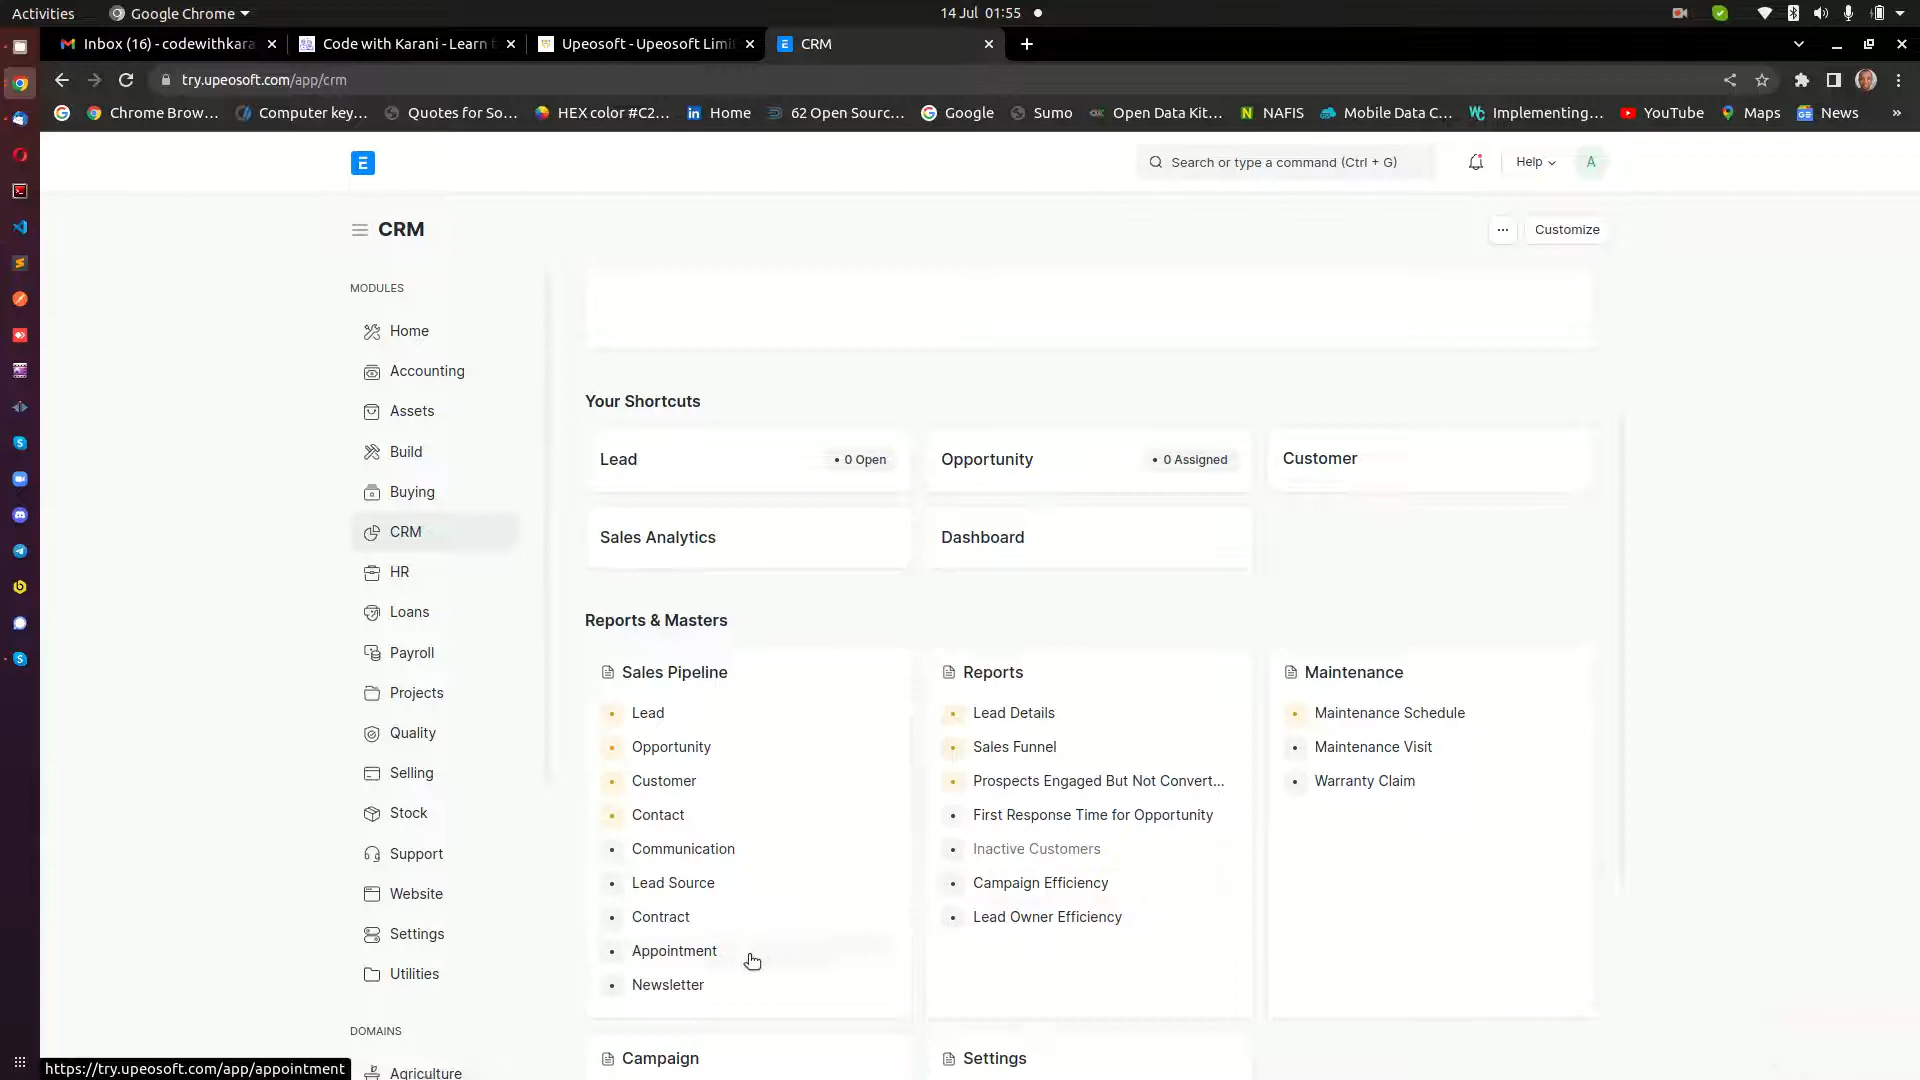 Activities
Google Chrome
14 Jul 01:55
Inbox (16) - codewithkara
Code with Karani - Learn t
Upeosoft - Upeosoft Limi
E
CRM
try.upeosoft.com/app/crm
Chrome Brow...
Computer key...
Quotes for So...
HEX color #C2...
Home
62 Open Sourc...
Google
Sumo
Open Data Kit...
NAFIS
Mobile Data C...
Implementing...
YouTube
Maps
News
»
E
Search or type a command (Ctrl + G)
Help
A
CRM
...
Customize
MODULES
Home
Accounting
Assets
Build
Buying
CRM
HR
Loans
Payroll
Projects
Quality
Selling
Stock
Support
Website
Settings
Utilities
DOMAINS
Agriculture
Your Shortcuts
Lead
• 0 Open
Opportunity
• 0 Assigned
Customer
Sales Analytics
Dashboard
Reports & Masters
Sales Pipeline
Lead
Opportunity
Customer
Contact
Communication
Lead Source
Contract
Appointment
Newsletter
Reports
Lead Details
Sales Funnel
Prospects Engaged But Not Convert...
First Response Time for Opportunity
Inactive Customers
Campaign Efficiency
Lead Owner Efficiency
Maintenance
Maintenance Schedule
Maintenance Visit
Warranty Claim
Campaign
Settings
https://try.upeosoft.com/app/appointment